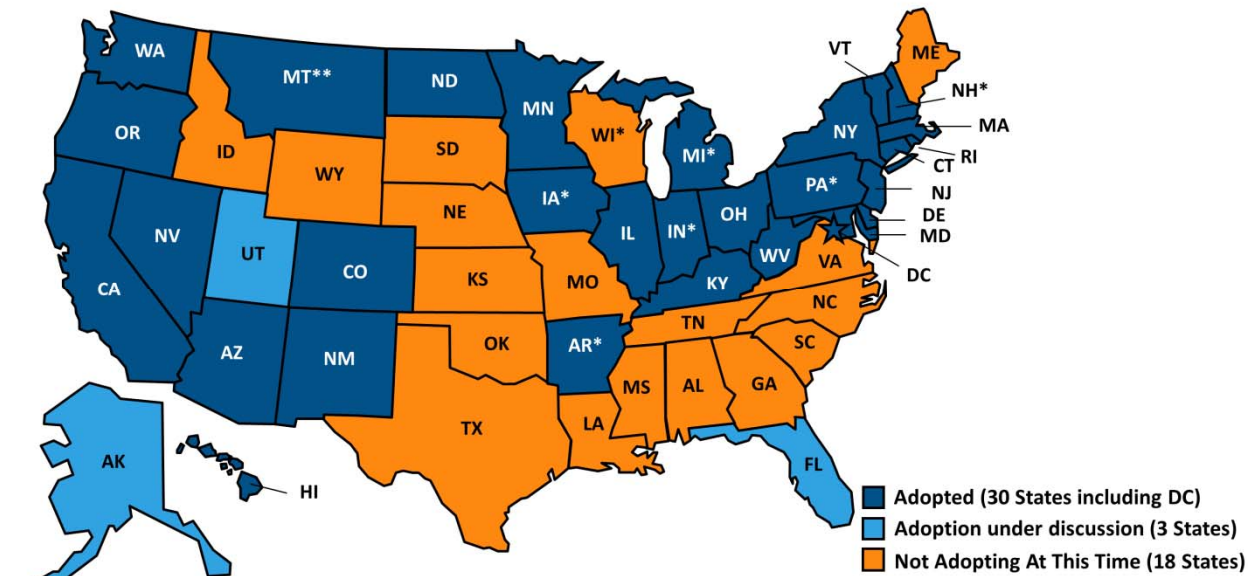 WA
MT**
ND
MN
VT
ME
NH*
MA
RI
CT
NJ
DE
MD
DC
OR
ID
WY
SD
WI*
MI*
NY
PA*
NE
IA*
NV
UT
CO
CA
KS
MO
IL
IN*
OH
WV
VA
KY
NC
TN
SC
AZ
NM
OK
AR*
MS
AL
GA
TX
LA
FL
AK
HI
Adopted (30 States including DC)
Adoption under discussion (3 States)
Not Adopting At This Time (18 States)